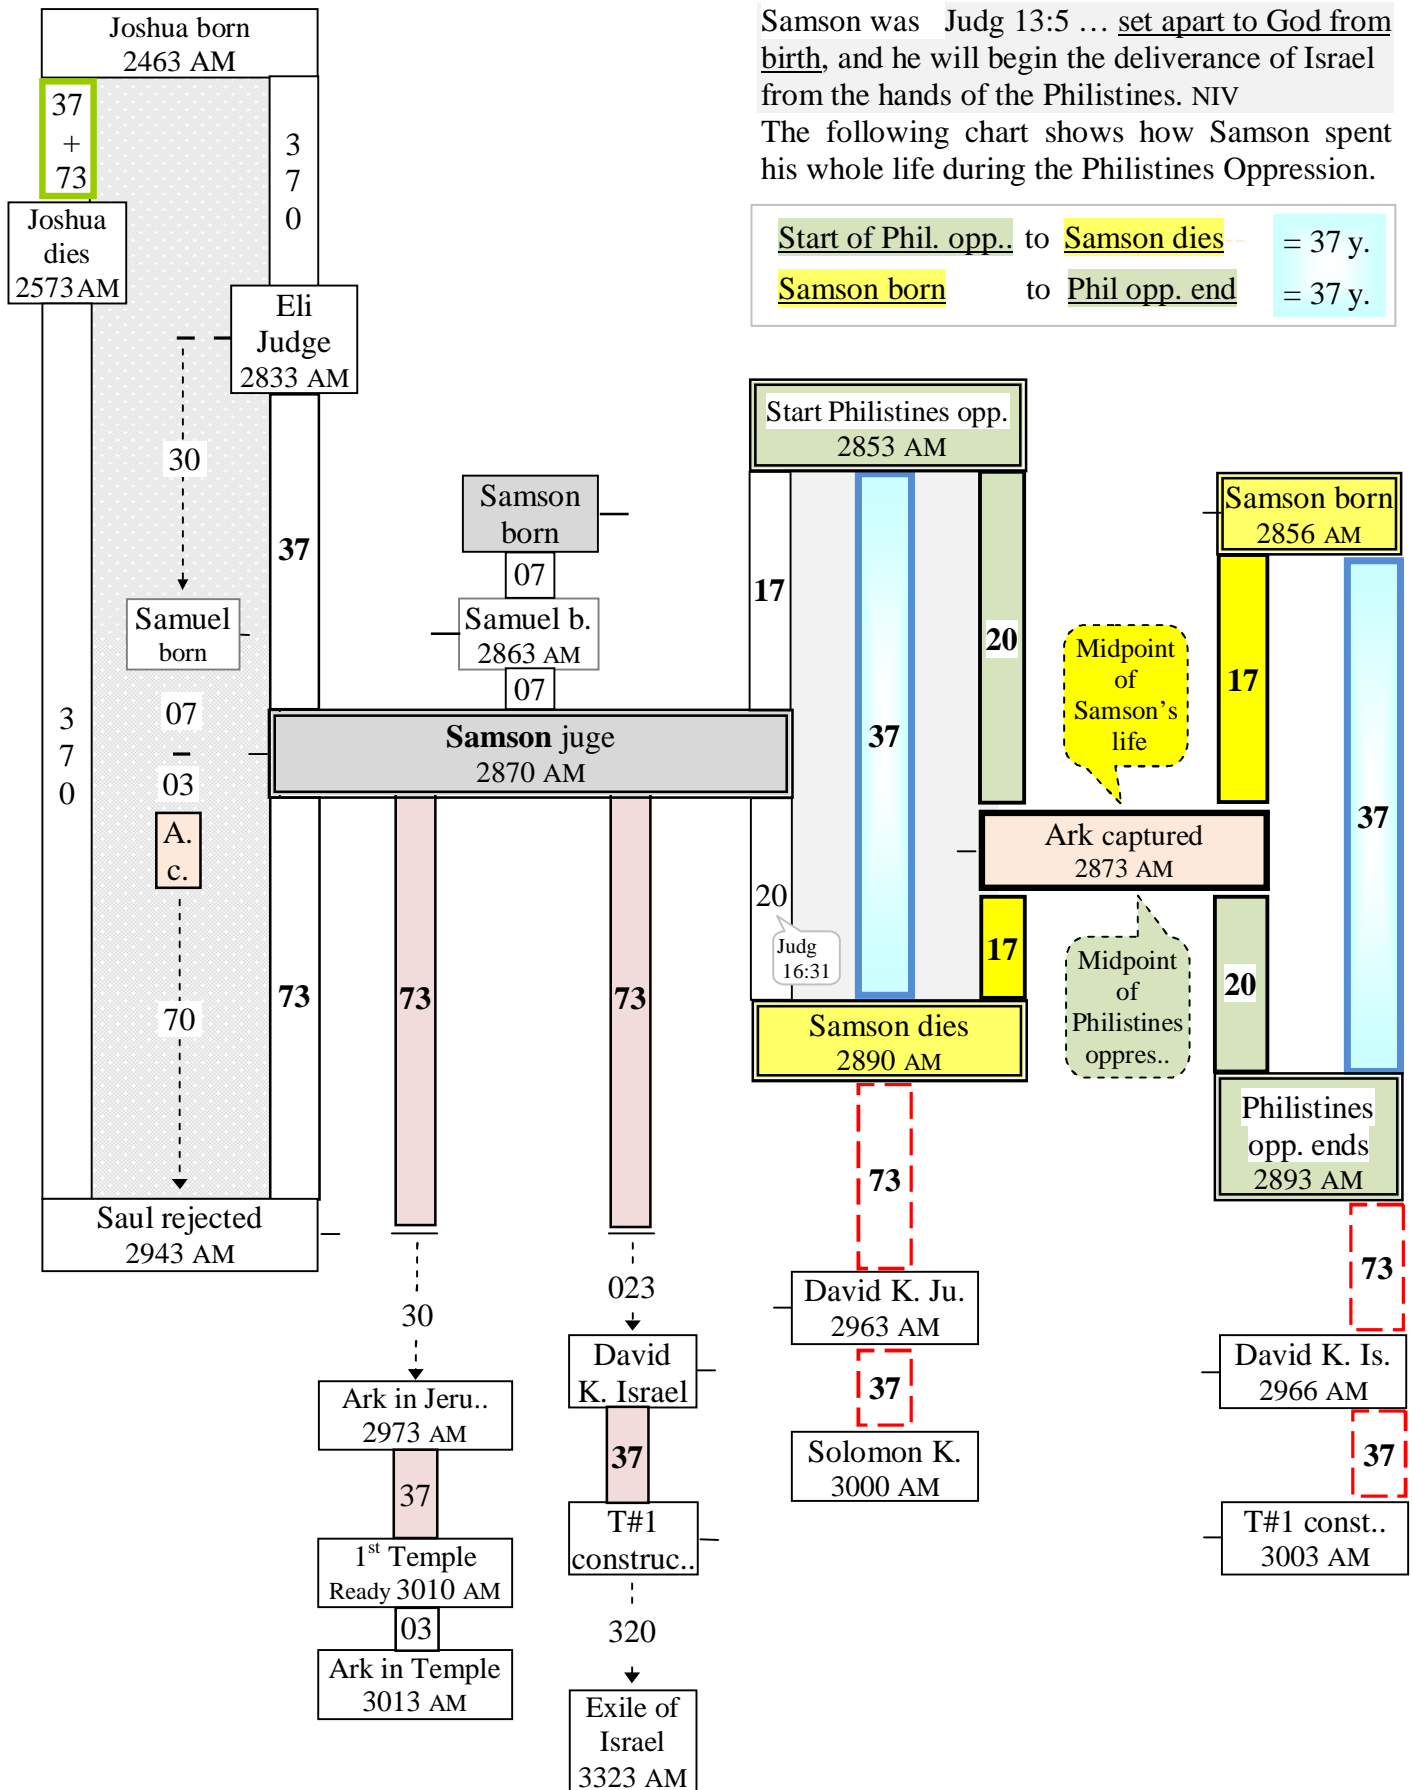 Joshua born
2463 AM
Samson was Judg 13:5 … set apart to God from
birth, and he will begin the deliverance of Israel
from the hands of the Philistines. NIV
The following chart shows how Samson spent
his whole life during the Philistines Oppression.
Start of Phil. opp.. to Samson dies = 37 y.
Samson born to Phil opp. end = 37 y.
37
+
73
3
7
0
Joshua
dies
2573 AM
Eli
Judge
2833 AM
30
37
Samuel
born
07
03
A.
c.
70
3
7
0
73
Saul rejected
2943 AM
Samson
born
07
Samuel b.
2863 AM
07
Samson juge
2870 AM
73
30
Ark in Jeru..
2973 AM
37
1st Temple
Ready 3010 AM
03
Ark in Temple
3013 AM
73
023
David
K. Israel
37
T#1
construc..
320
Exile of
Israel
3323 AM
Start Philistines opp.
2853 AM
17
37
20
20
Judg
16:31
17
Samson dies
2890 AM
73
David K. Ju.
2963 AM
37
Solomon K.
3000 AM
Midpoint
of
Samson's
life
Ark captured
2873 AM
Midpoint
of
Philistines
oppres..
Samson born
2856 AM
17
37
20
Philistines
opp. ends
2893 AM
73
David K. Is.
2966 AM
37
T#1 const..
3003 AM